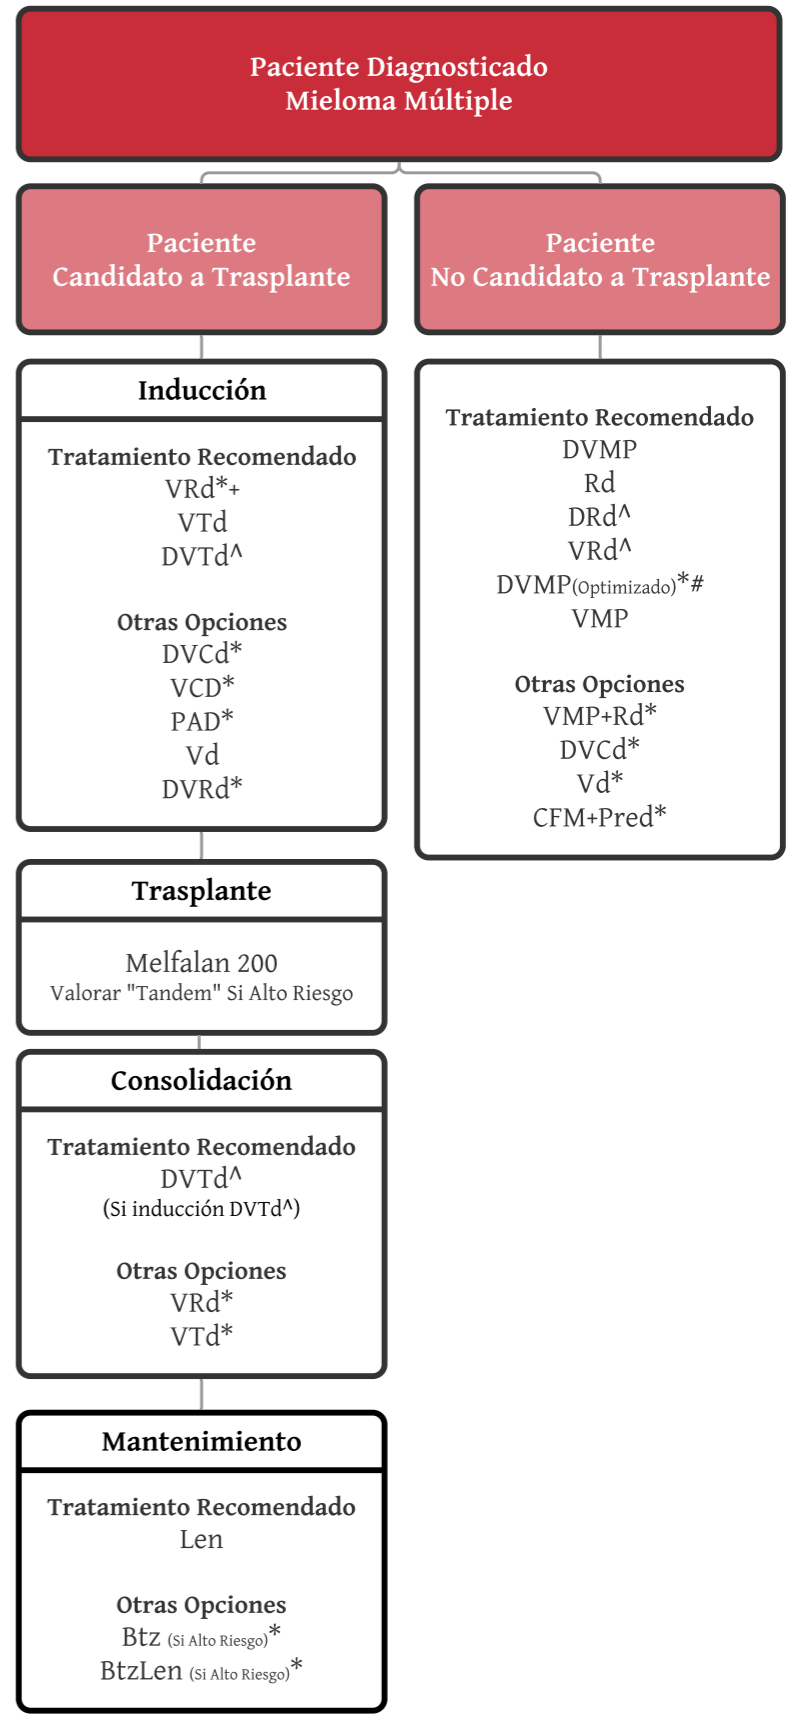 Paciente Diagnosticado
Mieloma Múltiple
Paciente
Candidato a Trasplante
Inducción
Tratamiento Recomendado
VRd*+
VTd
DVTd^
Otras Opciones
DVCd*
VCD*
PAD*
Vd
DVRd*
Trasplante
Melfalan 200
Valorar "Tandem" Si Alto Riesgo
Consolidación
Tratamiento Recomendado
DVTd^
(Si inducción DVTd^)
Otras Opciones
VRd*
VTd*
Mantenimiento
Tratamiento Recomendado
Len
Otras Opciones
Btz (Si Alto Riesgo)*
BtzLen (Si Alto Riesgo)*
Paciente
No Candidato a Trasplante
Tratamiento Recomendado
DVMP
Rd
DRd^
VRd^
DVMP(Optimizado)*#
VMP
Otras Opciones
VMP+Rd*
DVCd*
Vd*
CFM+Pred*